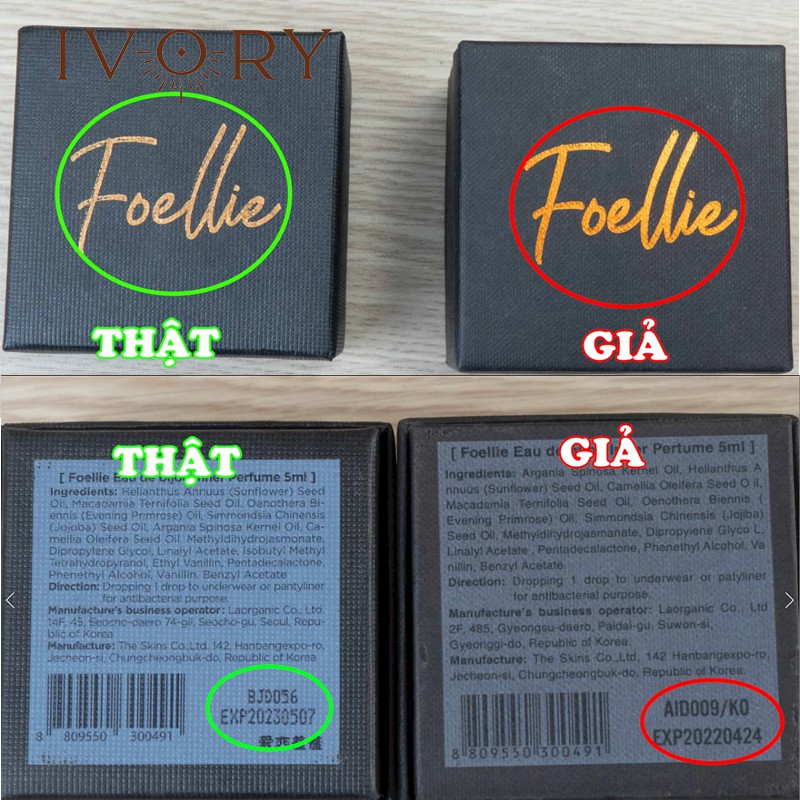 IVORY
Foellie
Foellie
THẬT
GIẢ
THẬT
[ Foellie Eau de bijou Inner Perfume 5ml ]
Ingredients: Helianthus
Annuus (Sunflower) Seed
Oil, Macadamia Ternifolia Seed Oil, Oenothera Bi-
ennis (Evening Primrose) Oil, Simmondsia Chinensis
(Jojoba) Seed Oil, Argania Spinosa Kernel Oil, Ca-
mellia Oleifera Seed Oil, Methyldihydrojasmonate,
Dipropylene Glycol, Linalyl Acetate, Isobutyl Methyl
Tetrahydropyranol, Ethyl Vanillin, Pentadecalactone,
Phenethyl Alcohol, Vanillin, Benzyl Acetate
Direction: Dropping 1 drop to underwear or pantyliner
for antibacterial purpose.
Manufacture's business operator: Laorganic Co., Ltd
14F, 45, Seocho-daero 74-gil, Seocho-gu, Seoul, Republic
of Korea
Manufacture: The Skins Co.,Ltd, 142, Hanbangexpo-ro,
Jecheon-si, Chungcheongbuk-do, Republic of Korea
BJD056
EXP20230507
8 809550 300491
GIẢ
[ Foellie Eau de Inner Perfume 5ml ]
Ingredients: Argania Spinosa Kernel Oil, Helianthus A
nnuus (Sunflower) Seed Oil, Camellia Oleifera Seed O il,
Macadamia Ternifolia Seed Oil, Oenothera Biennis (
Evening Primrose) Oil, Simmondsia Chinensis (Jojoba)
Seed Oil, Methyldihydrojasmonate, Dipropylene Glyco L,
Linalyl Acetate , Pentadecalactone, Phenethyl Alcohol, Va
nillin, Benzyl Acetate
Direction: Dropping 1 drop to underwear or patyliner
for antibacterial purpose.
Manufacture's business operator: Laorganic Co., Ltd
2F, 485, Gyeongsu-daero, Paldal-gu, Suwon-si,
Gyeonggi-do, Republic of Korea.
Manufacture: The Skins Co.,Ltd, 142 Hanbangexpo-ro,
Jecheon-si, Chungcheongbuk-do, Republic of Korea.
AID009/K0
EXP20220424
8 809550 300491